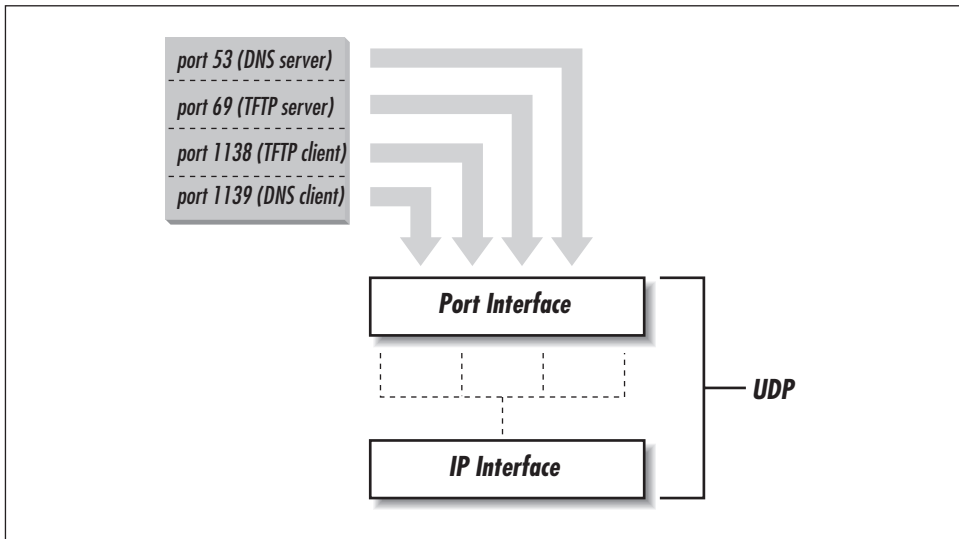 port 53 (DNS server)
port 69 (TFTP server)
port 1138 (TFTP client)
port 1139 (DNS client)
Port Interface
UDP
IP Interface